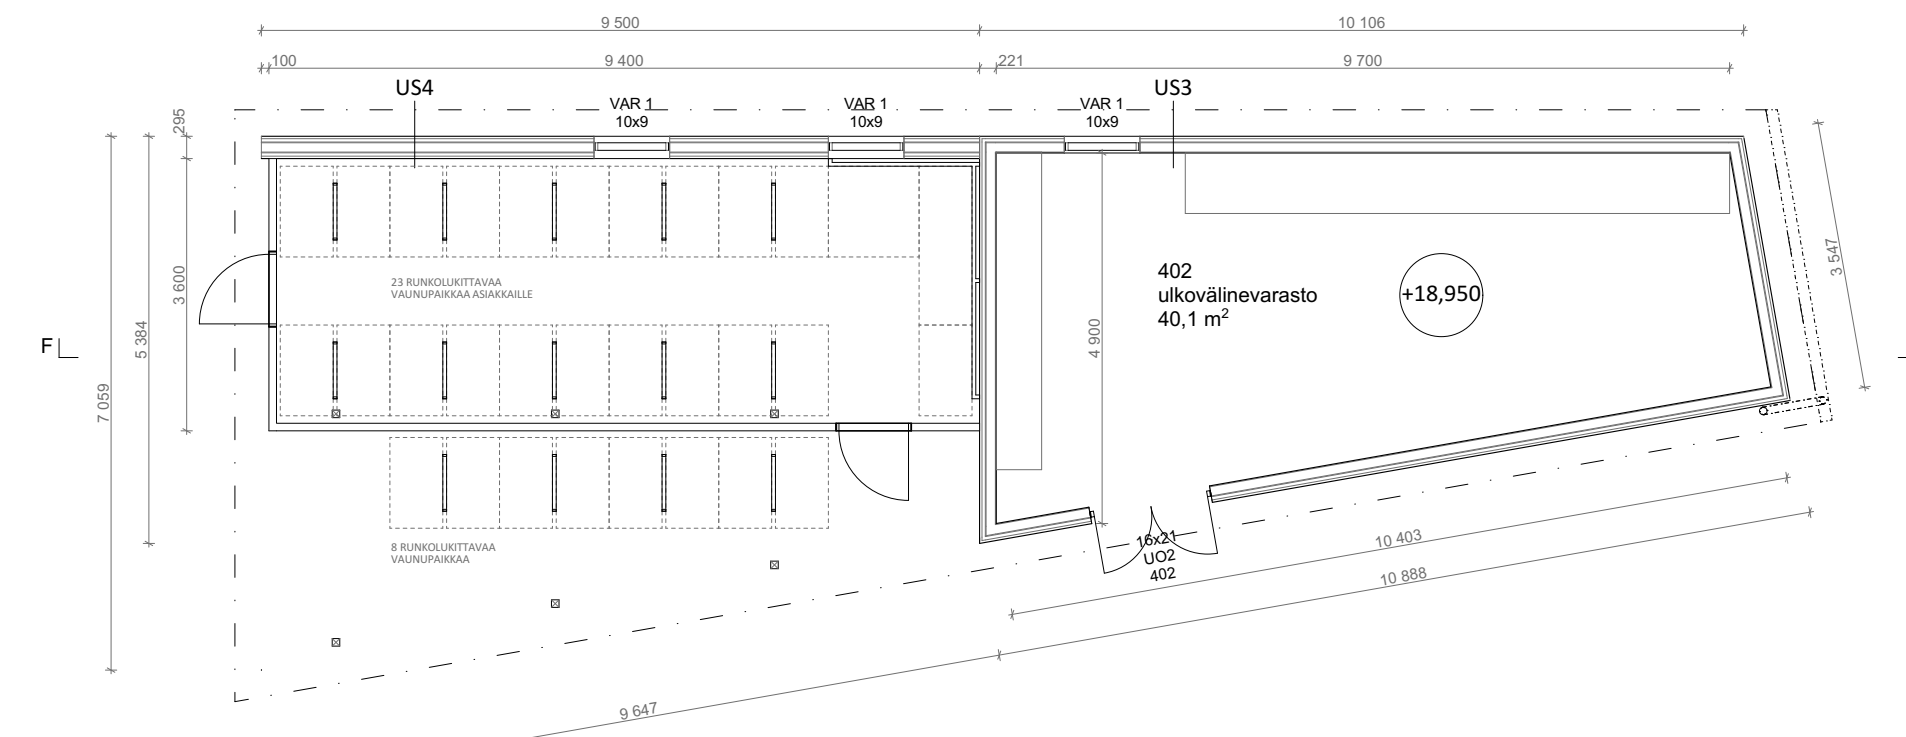 9 500
10 106
100
9 400
221
9 700
US4
US3
VAR 1
10x9
VAR 1
10x9
VAR 1
10x9
295
3 600
5 384
7 059
F
23 RUNKOLUKITTAVAA
VAUNUPAIKKAA ASIAKKAILLE
402
ulkovälinevarasto
40,1 m²
+18,950
3 547
4 900
8 RUNKOLUKITTAVAA
VAUNUPAIKKAA
16x21
UO2
402
10 403
10 888
9 647